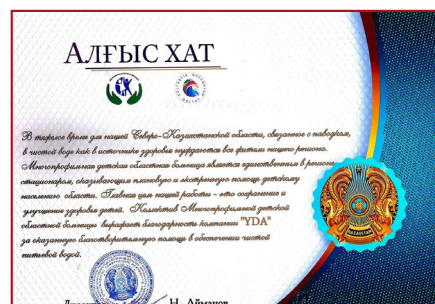 АЛҒЫС ХАТ
В тяжелое время для нашей Северо-Казахстанской области, связанное с паводком,
в чистой воде как в источнике здоровья нуждаются все жители нашего региона.
Многопрофильная детская областная больница является единственным в регионе
стационаром, оказывающим плановую и экстренную помощь детскому
населению области. Главная цель нашей работы - это сохранение и
улучшение здоровья детей. Коллектив Многопрофильной детской
областной больницы выражает благодарность компании "YDA"
за оказанную благотворительную помощь в обеспечении чистой
питьевой водой.
Н. Айманов